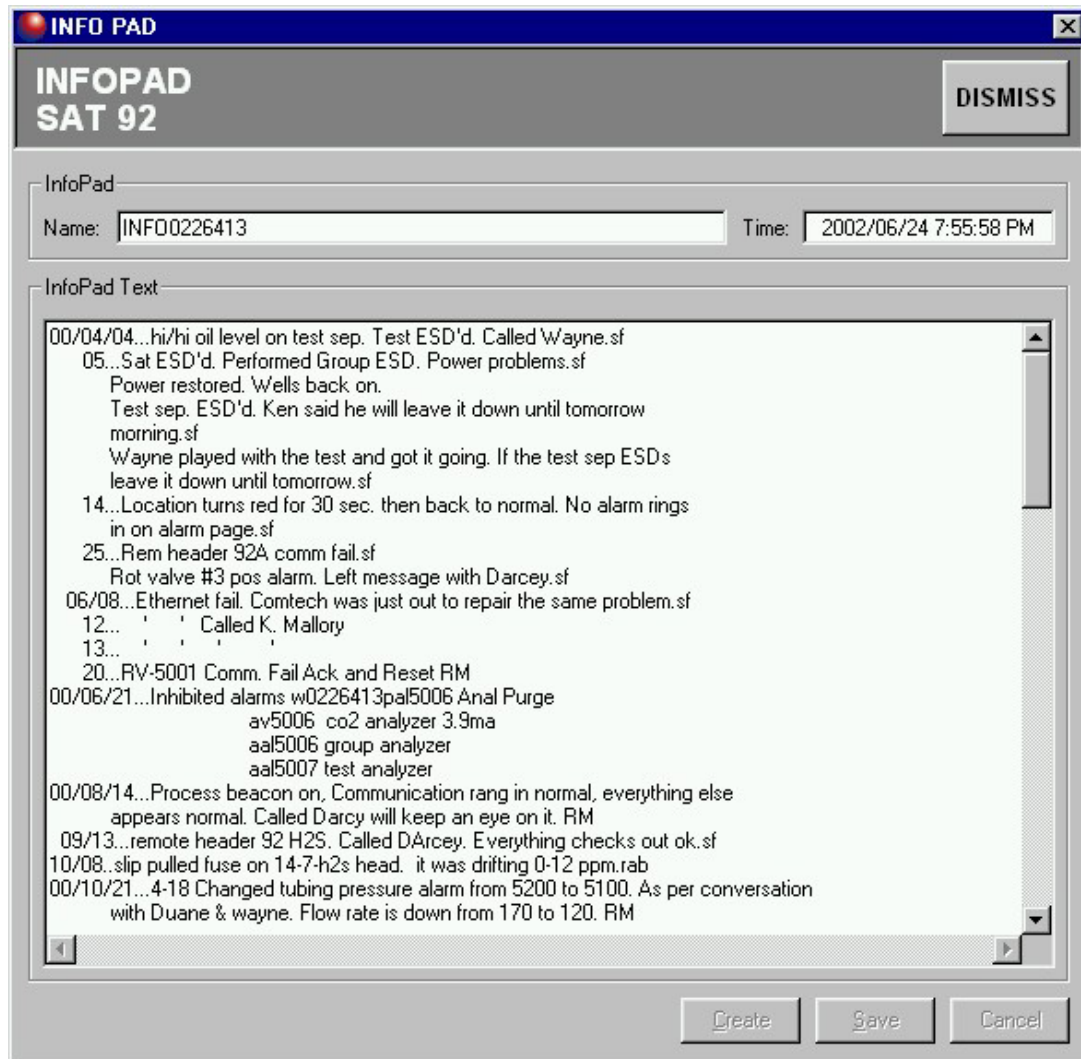 INFO PAD
INFOPAD
SAT 92
DISMISS
InfoPad
Name: INFO0226413 Time: 2002/06/24 7:55:58 PM
InfoPad Text
00/04/04...hi/hi oil level on test sep. Test ESD'd. Called Wayne.sf
05...Sat ESD'd. Performed Group ESD. Power problems.sf
Power restored. Wells back on.
Test sep. ESD'd. Ken said he will leave it down until tomorrow
morning.sf
Wayne played with the test and got it going. If the test sep ESDs
leave it down until tomorrow.sf
14...Location turns red for 30 sec. then back to normal. No alarm rings
in on alarm page.sf
25...Rem header 92A comm fail.sf
Rot valve #3 pos alarm. Left message with Darcey.sf
06/08...Ethernet fail. Comtech was just out to repair the same problem.sf
12... ' ' Called K. Mallory
13... ' ' ' '
20...RV-5001 Comm. Fail Ack and Reset RM
00/06/21...Inhibited alarms w0226413pal5006 Anal Purge
av5006 co2 analyzer 3.9ma
aal5006 group analyzer
aal5007 test analyzer
00/08/14...Process beacon on, Communication rang in normal, everything else
appears normal. Called Darcy will keep an eye on it. RM
09/13...remote header 92 H2S. Called DArcey. Everything checks out ok.sf
10/08..slip pulled fuse on 14-7-h2s head. it was drifting 0-12 ppm.rab
00/10/21...4-18 Changed tubing pressure alarm from 5200 to 5100. As per conversation
with Duane & wayne. Flow rate is down from 170 to 120. RM
Create Save Cancel